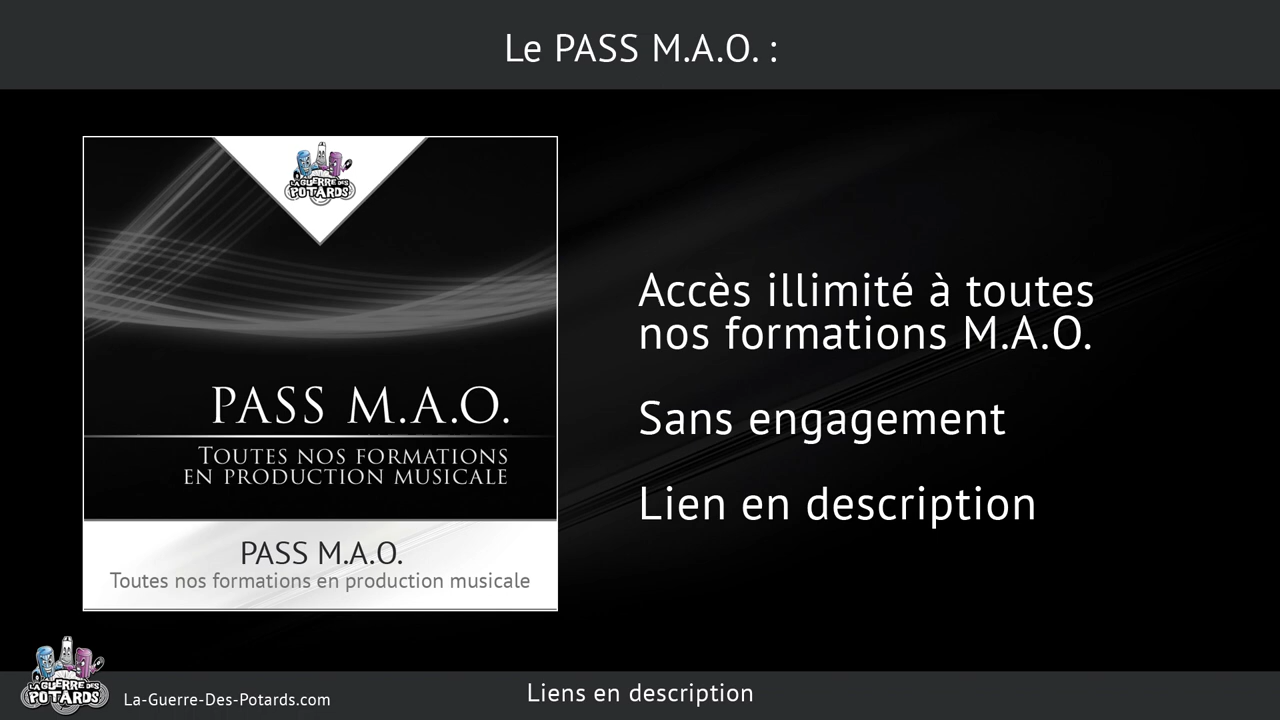 Le PASS M.A.O. :
LA GUERRE DES
POTARDS
PASS M.A.O.
TOUTES NOS FORMATIONS
EN PRODUCTION MUSICALE
PASS M.A.O.
Toutes nos formations en production musicale
Accès illimité à toutes
nos formations M.A.O.
Sans engagement
Lien en description
LA GUERRE DES
POTARDS
La-Guerre-Des-Potards.com
Liens en description